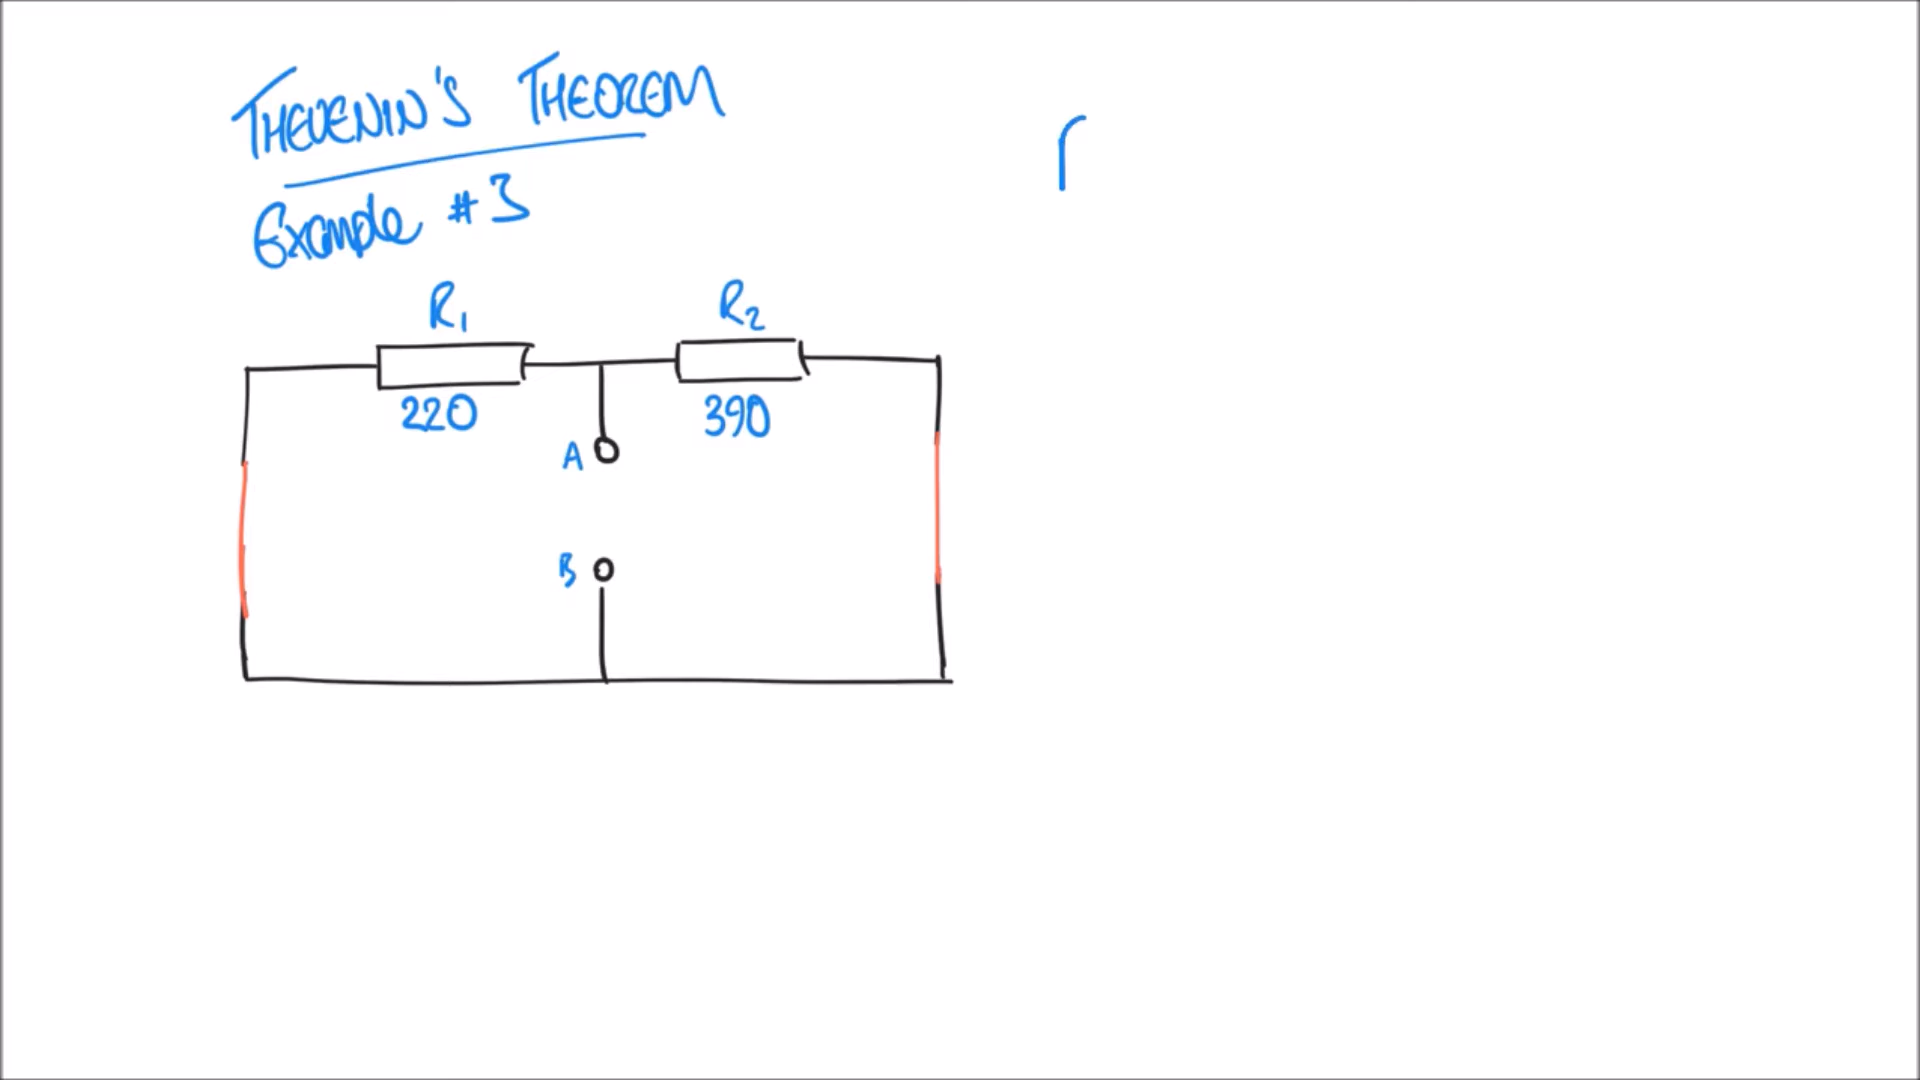 THEVENIN'S THEOREM
Example #3
R1 R2
220 390
A
B